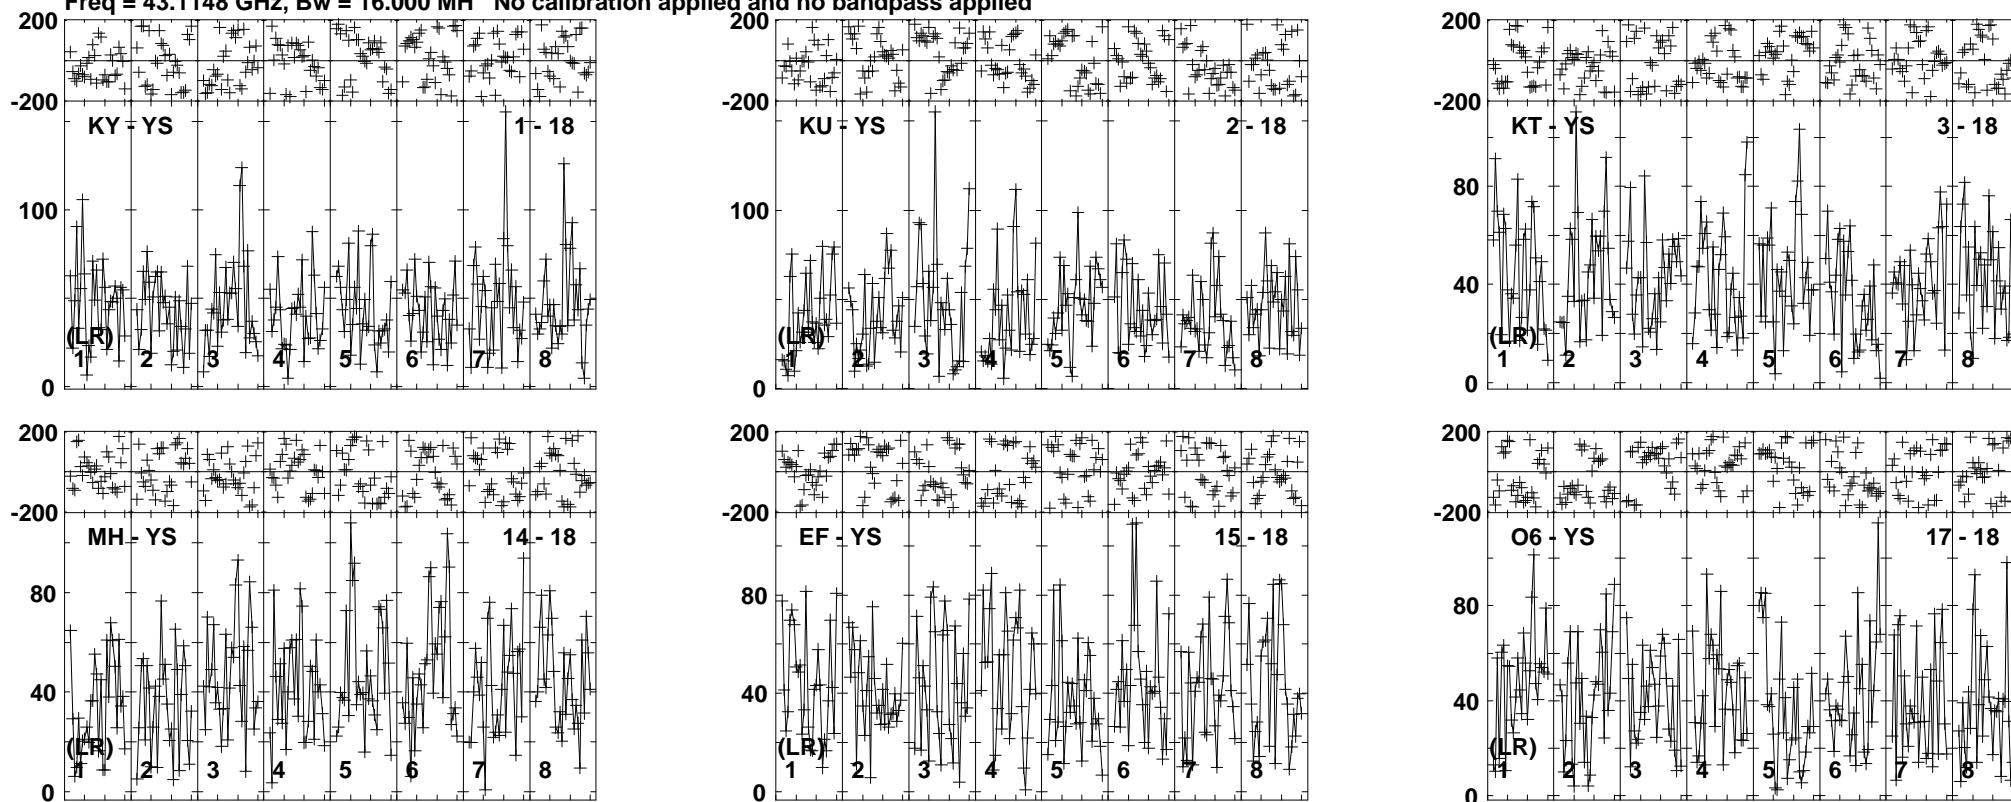 Freq = 43.1148 GHz, Bw = 16.000 MH No calibration applied and no bandpass applied
200 200 200
-200 -200 -200
KY - YS 1 - 18 KU - YS 2 - 18 KT - YS 3 - 18
100 100 80
40
(LR) (LR) (LR)
1 2 3 4 5 6 7 8 1 2 3 4 5 6 7 8 1 2 3 4 5 6 7 8
0 0 0
200 200 200
-200 -200 -200
MH - YS 14 - 18 EF - YS 15 - 18 O6 - YS 17 - 18
80 80 80
40 40 40
(LR) (LR) (LR)
1 2 3 4 5 6 7 8 1 2 3 4 5 6 7 8 1 2 3 4 5 6 7 8
0 0 0